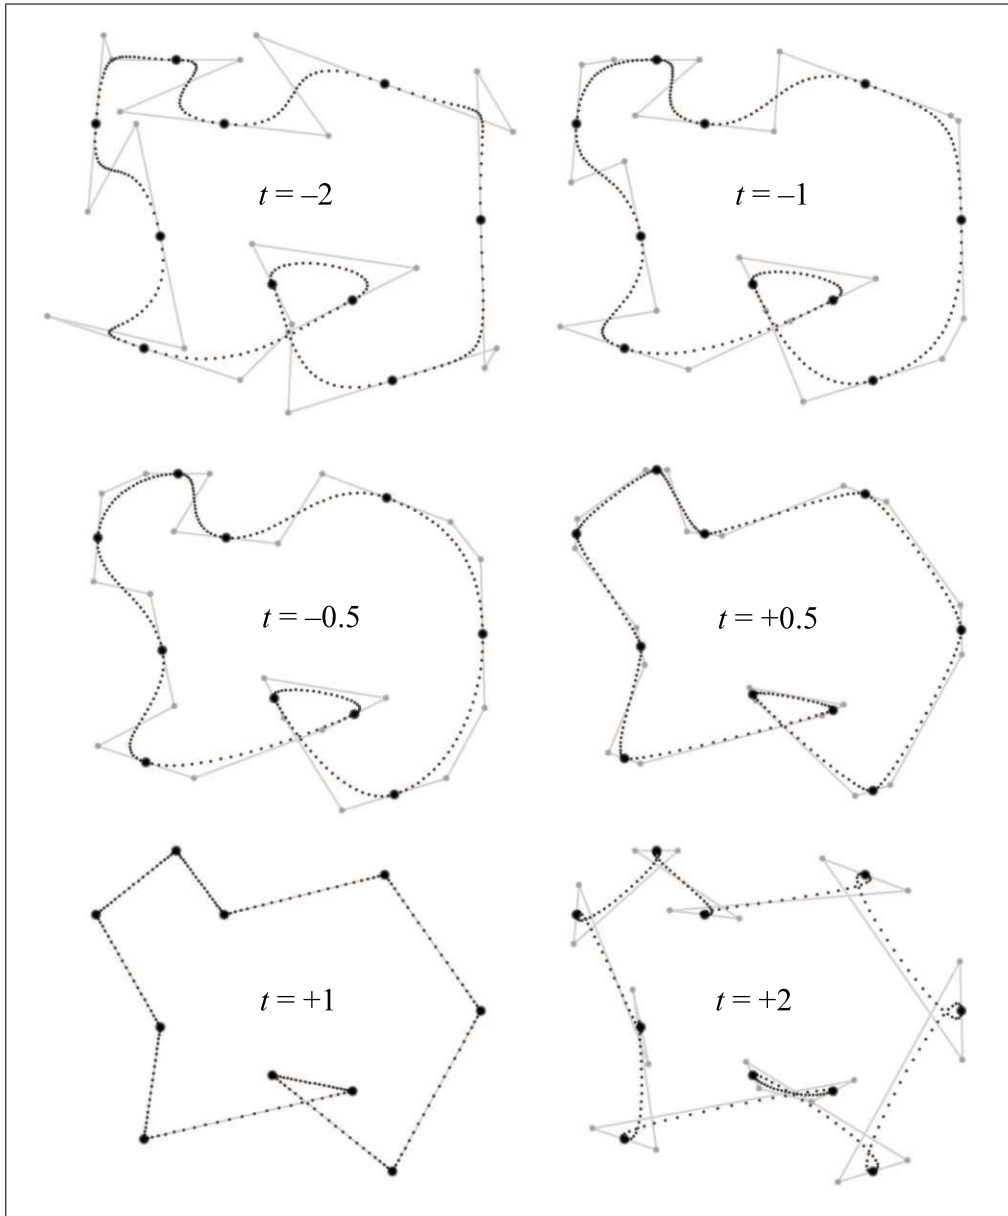 t = –2
t = –1
t = –0.5
t = +0.5
t = +1
t = +2